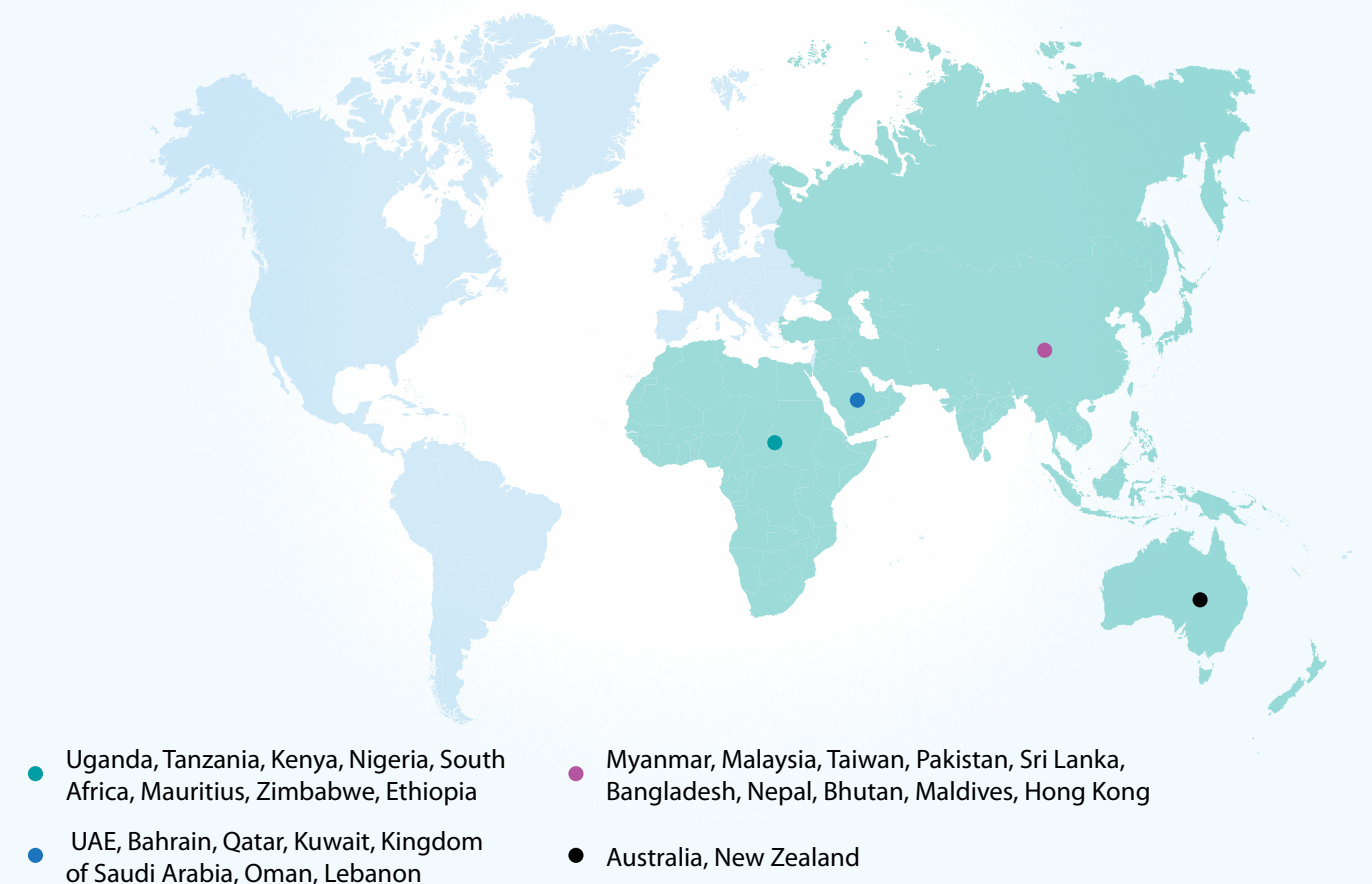 Uganda, Tanzania, Kenya, Nigeria, South
Africa, Mauritius, Zimbabwe, Ethiopia
UAE, Bahrain, Qatar, Kuwait, Kingdom
of Saudi Arabia, Oman, Lebanon
Myanmar, Malaysia, Taiwan, Pakistan, Sri Lanka,
Bangladesh, Nepal, Bhutan, Maldives, Hong Kong
Australia, New Zealand